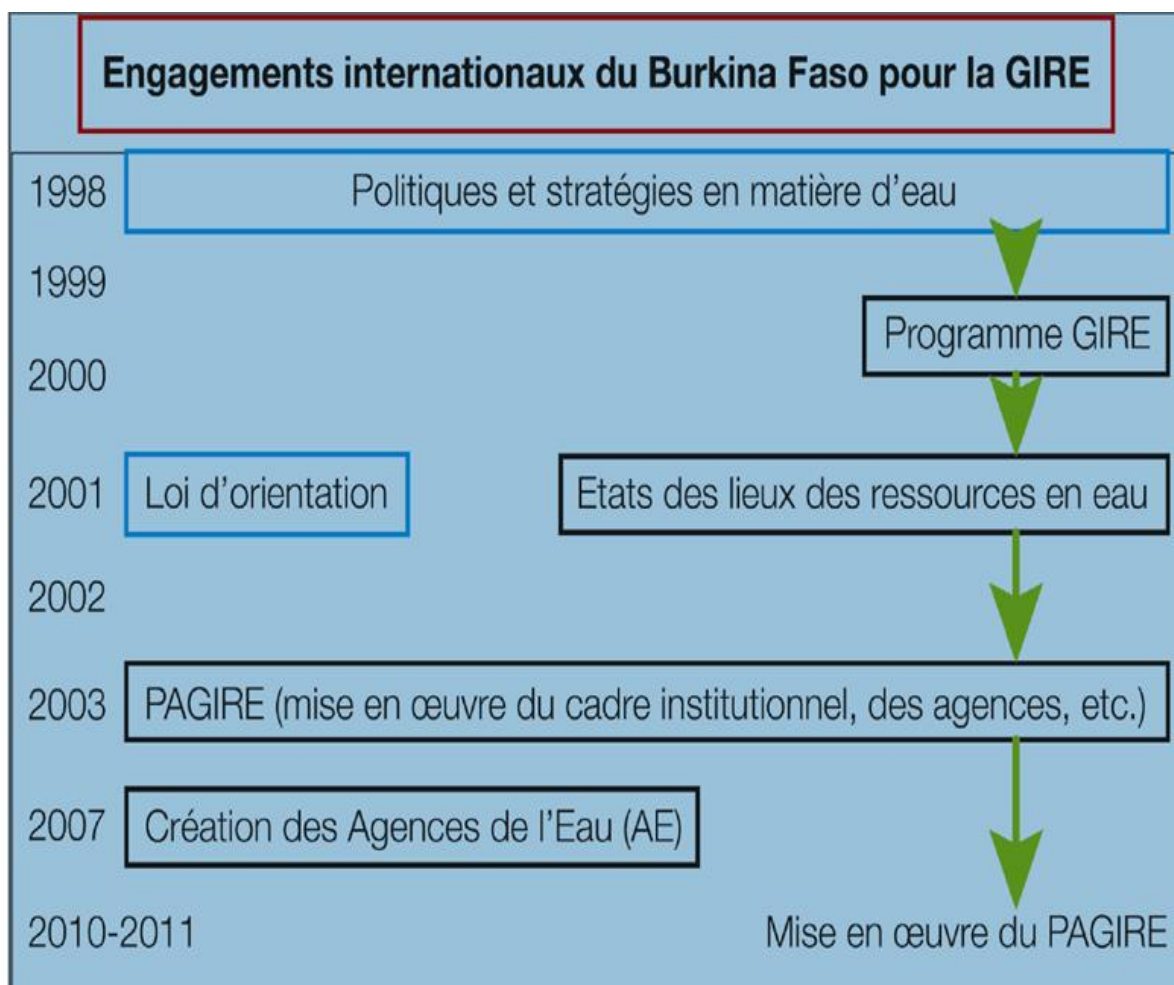 Engagements internationaux du Burkina Faso pour la GIRE
1998 Politiques et stratégies en matière d'eau
1999
Programme GIRE
2000
2001 Loi d'orientation Etats des lieux des ressources en eau
2002
2003 PAGIRE (mise en œuvre du cadre institutionnel, des agences, etc.)
2007 Création des Agences de l'Eau (AE)
2010-2011 Mise en œuvre du PAGIRE